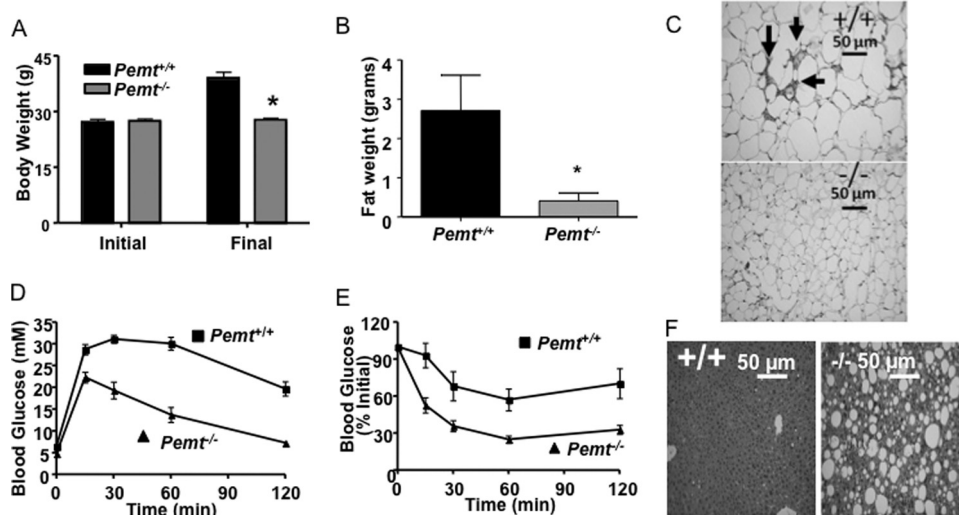 A
Body Weight (g)
45
30
15
0
Pemt+/+
Pemt-/-
*
Initial
Final
B
Fat weight (grams)
4
3
2
1
0
*
Pemt+/+
Pemt-/-
C
+/+
50 µm
-/-
50 µm
D
Blood Glucose (mM)
35
30
25
20
15
10
5
0
Pemt+/+
Pemt-/-
0 30 60 90 120
Time (min)
E
Blood Glucose
(% Initial)
120
90
60
30
0
Pemt+/+
Pemt-/-
0 30 60 90 120
Time (min)
F
+/+ 50 µm
-/- 50 µm